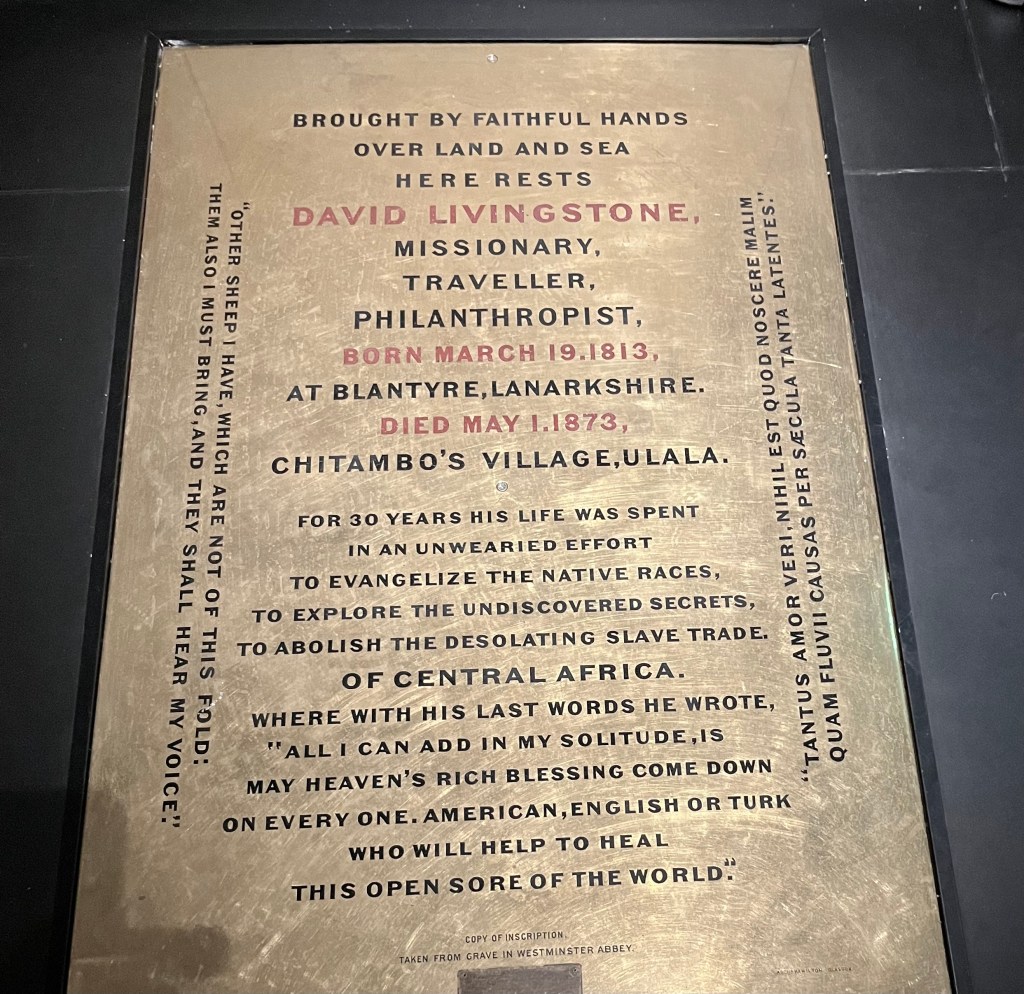 BROUGHT BY FAITHFUL HANDS
OVER LAND AND SEA
HERE RESTS
DAVID LIVINGSTONE,
MISSIONARY,
TRAVELLER,
PHILANTHROPIST,
BORN MARCH 19.1813,
AT BLANTYRE,LANARKSHIRE.
DIED MAY 1.1873,
CHITAMBO'S VILLAGE,ULALA.
FOR 30 YEARS HIS LIFE WAS SPENT
IN AN UNWEARIED EFFORT
TO EVANGELIZE THE NATIVE RACES,
TO EXPLORE THE UNDISCOVERED SECRETS,
TO ABOLISH THE DESOLATING SLAVE TRADE.
OF CENTRAL AFRICA.
WHERE WITH HIS LAST WORDS HE WROTE,
"ALL I CAN ADD IN MY SOLITUDE,IS
MAY HEAVEN'S RICH BLESSING COME DOWN
ON EVERY ONE. AMERICAN,ENGLISH OR TURK
WHO WILL HELP TO HEAL
THIS OPEN SORE OF THE WORLD."
"OTHER SHEEP I HAVE, WHICH ARE NOT OF THIS FOLD:
THEM ALSO I MUST BRING,AND THEY SHALL HEAR MY VOICE."
"TANTUS AMOR VERI, NIHIL EST QUOD NOSCERE MALIM
QUAM FLUVII CAUSAS PER SÆCULA TANTA LATENTES."
COPY OF INSCRIPTION.
TAKEN FROM GRAVE IN WESTMINSTER ABBEY.